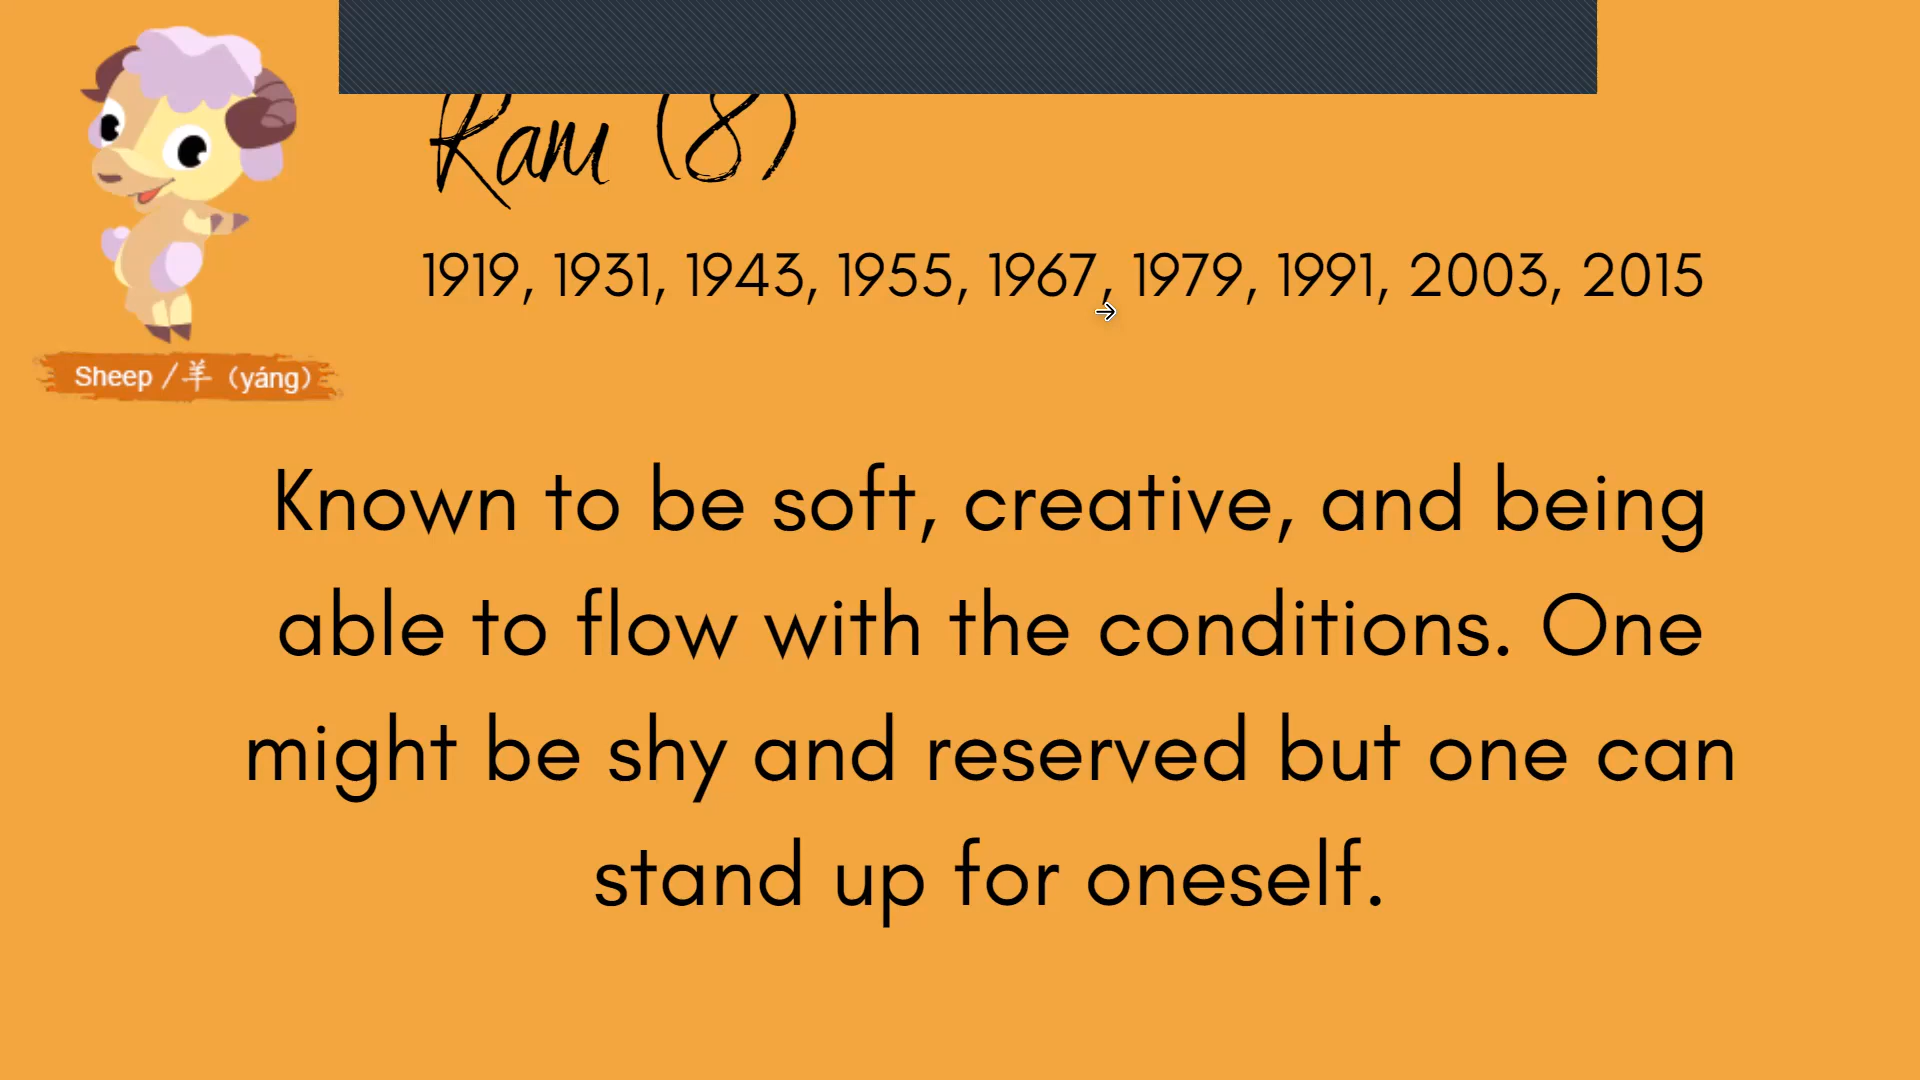 Ram (8)
1919, 1931, 1943, 1955, 1967, 1979, 1991, 2003, 2015
Sheep / 羊 (yáng)
Known to be soft, creative, and being
able to flow with the conditions. One
might be shy and reserved but one can
stand up for oneself.